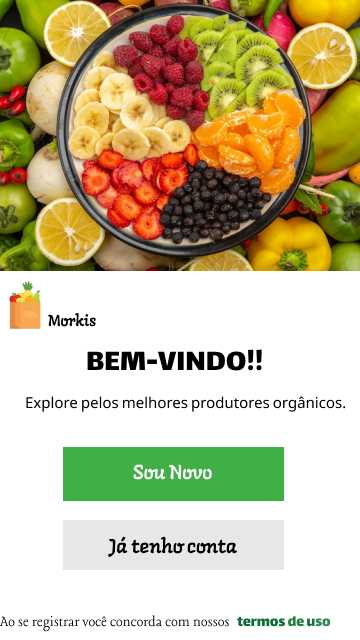 Morkis
BEM-VINDO!!
Explore pelos melhores produtores orgânicos.
Sou Novo
Já tenho conta
Ao se registrar você concorda com nossos termos de uso